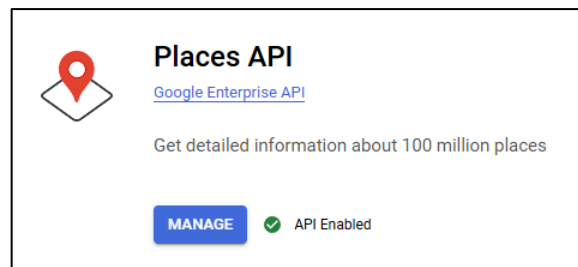 Places API
Google Enterprise API
Get detailed information about 100 million places
MANAGE API Enabled